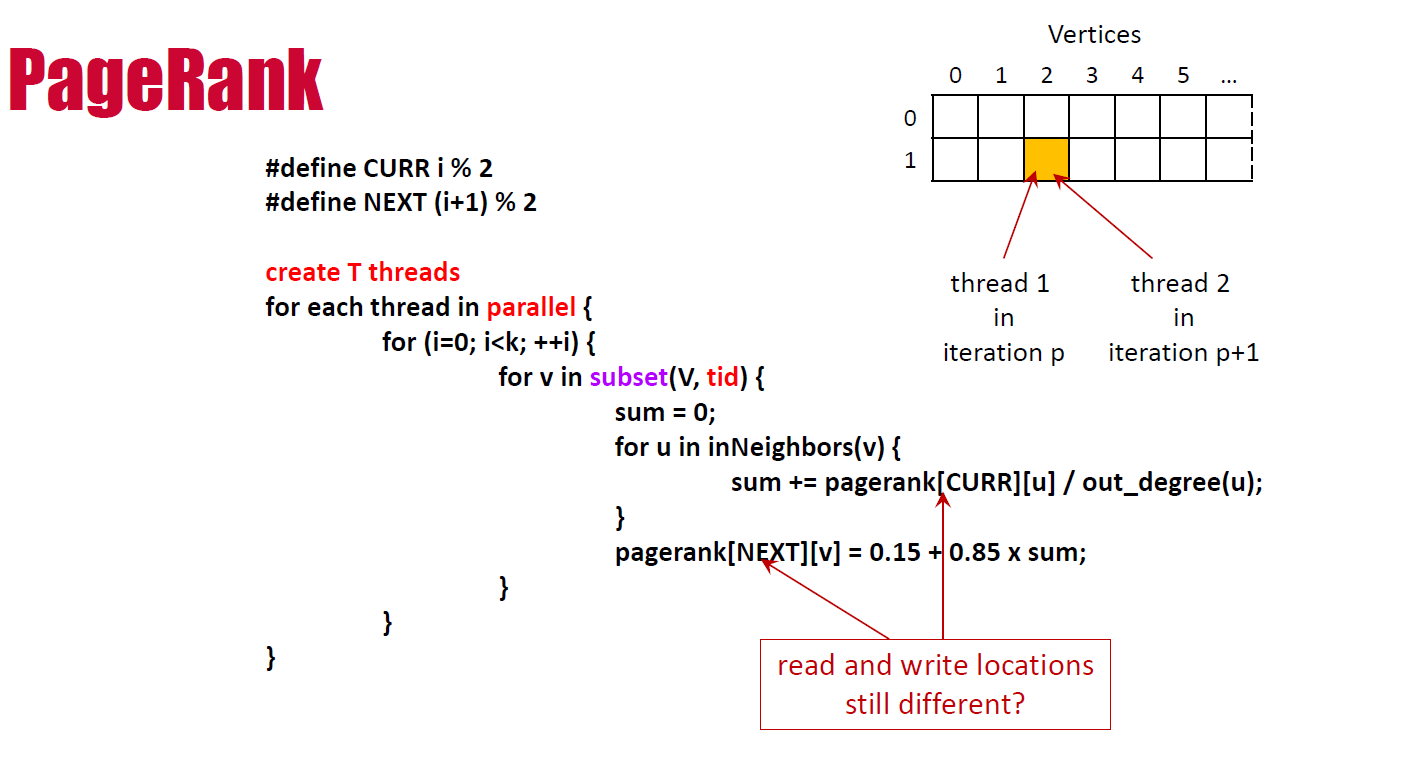 PageRank
Vertices
0 1 2 3 4 5 ...
0
1
#define CURR i % 2
#define NEXT (i+1) % 2
create T threads
for each thread in parallel {
for (i=0; i<k; ++i) {
for v in subset(V, tid) {
sum = 0;
for u in inNeighbors(v) {
sum += pagerank[CURR][u] / out_degree(u);
}
pagerank[NEXT][v] = 0.15 + 0.85 x sum;
}
}
}
thread 1
in
iteration p
thread 2
in
iteration p+1
read and write locations
still different?